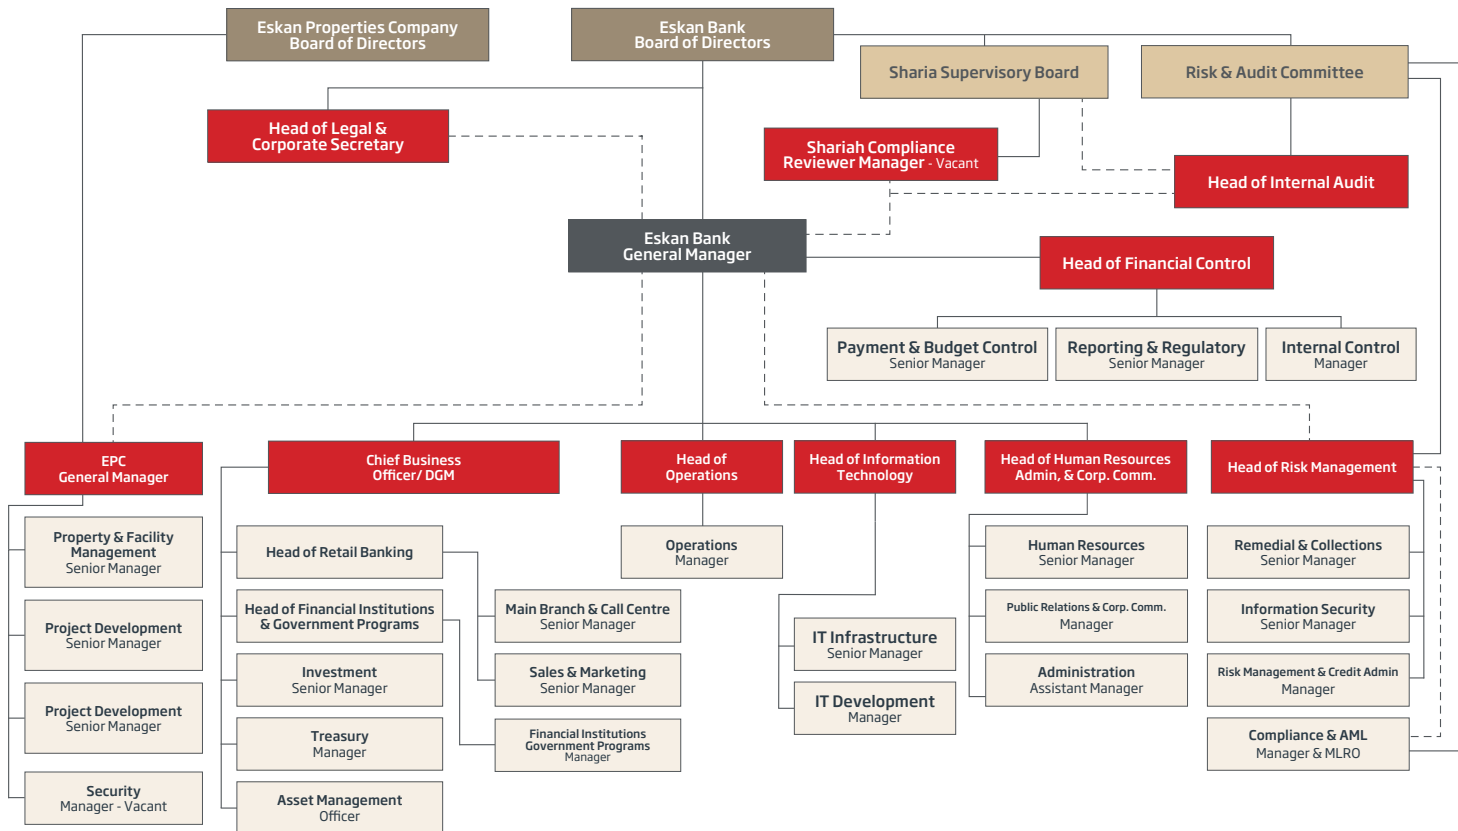 Eskan Properties Company
Board of Directors
Eskan Bank
Board of Directors
Sharia Supervisory Board
Risk & Audit Committee
Head of Legal &
Corporate Secretary
Shariah Compliance
Reviewer Manager - Vacant
Head of Internal Audit
Eskan Bank
General Manager
Head of Financial Control
Payment & Budget Control
Senior Manager
Reporting & Regulatory
Senior Manager
Internal Control
Manager
EPC
General Manager
Chief Business
Officer/ DGM
Head of
Operations
Head of Information
Technology
Head of Human Resources
Admin, & Corp. Comm.
Head of Risk Management
Property & Facility
Management
Senior Manager
Project Development
Senior Manager
Project Development
Senior Manager
Security
Manager - Vacant
Head of Retail Banking
Head of Financial Institutions
& Government Programs
Investment
Senior Manager
Treasury
Manager
Asset Management
Officer
Main Branch & Call Centre
Senior Manager
Sales & Marketing
Senior Manager
Financial Institutions
Government Programs
Manager
Operations
Manager
IT Infrastructure
Senior Manager
IT Development
Manager
Human Resources
Senior Manager
Public Relations & Corp. Comm.
Manager
Administration
Assistant Manager
Remedial & Collections
Senior Manager
Information Security
Senior Manager
Risk Management & Credit Admin
Manager
Compliance & AML
Manager & MLRO